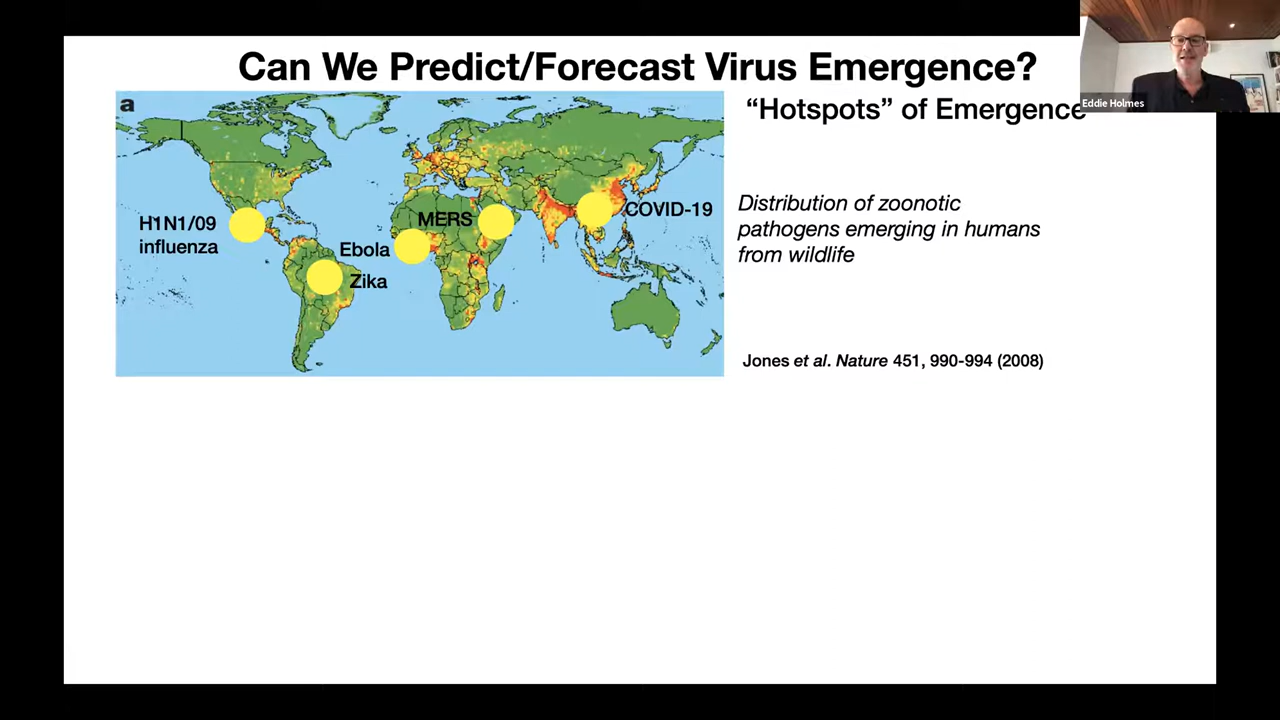 Can We Predict/Forecast Virus Emergence?
Eddie Holmes
a
“Hotspots” of Emergence
H1N1/09
influenza
MERS
COVID-19
Ebola
Zika
Distribution of zoonotic
pathogens emerging in humans
from wildlife
Jones et al. Nature 451, 990-994 (2008)